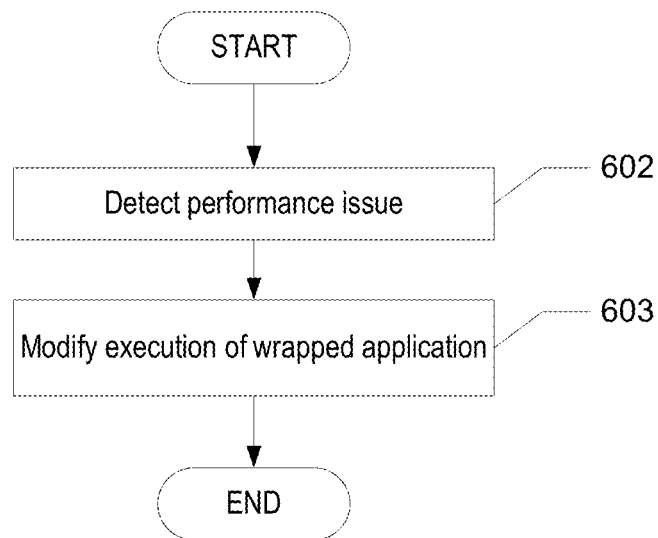 START
Detect performance issue
602
Modify execution of wrapped application
603
END